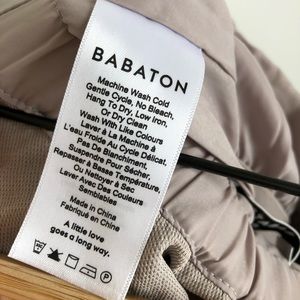 BABATON
Machine Wash Cold
Gentle Cycle, No Bleach,
Hang To Dry, Low Iron,
Or Dry Clean
Wash With Like Colours
Laver À La Machine À
L'eau Froide Au Cycle Délicat.
Pas De Blanchiment,
Suspendre Pour Sécher,
Repasser à Basse Température,
Ou Nettoyer à Sec
Laver Avec Des Couleurs
Semblables
Made in China
Fabriqué en Chine
A little love
goes a long way.